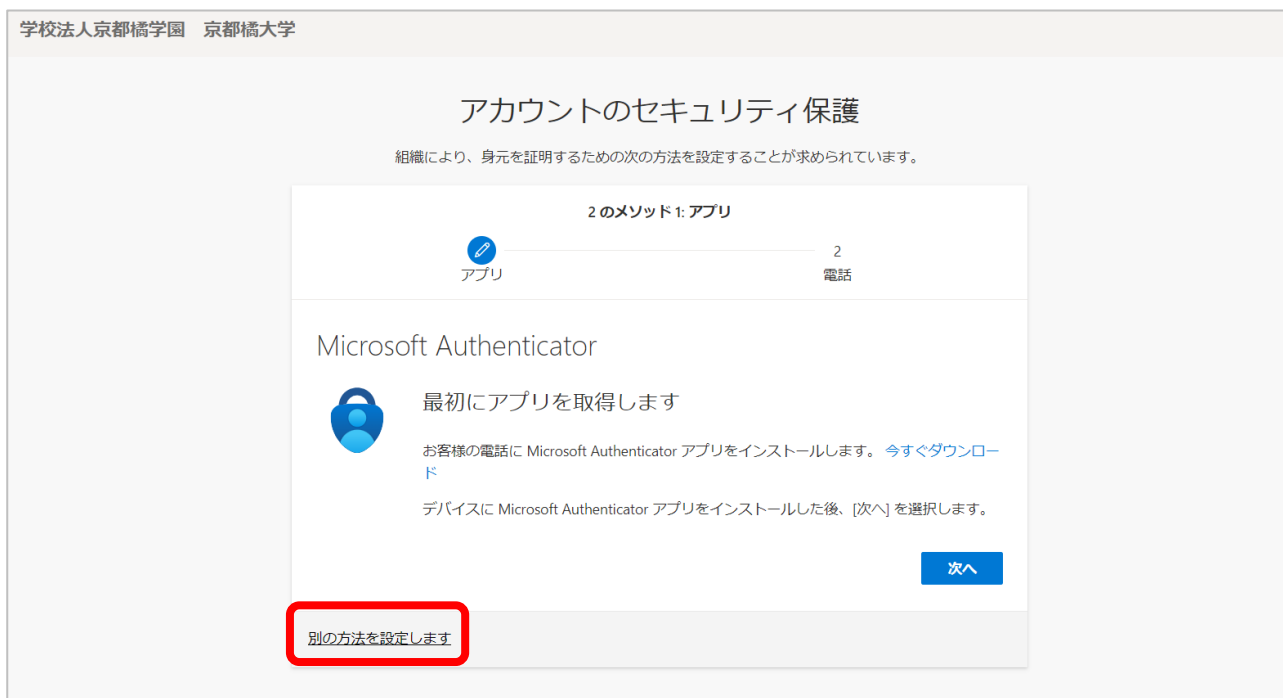 学校法人京都橘学園　京都橘大学
アカウントのセキュリティ保護
組織により、身元を証明するための次の方法を設定することが求められています。
2 のメソッド 1: アプリ
2
アプリ
電話
Microsoft Authenticator
最初にアプリを取得します
お客様の電話に Microsoft Authenticator アプリをインストールします。 今すぐダウンロー
ド
デバイスに Microsoft Authenticator アプリをインストールした後、[次へ] を選択します。
次へ
別の方法を設定します